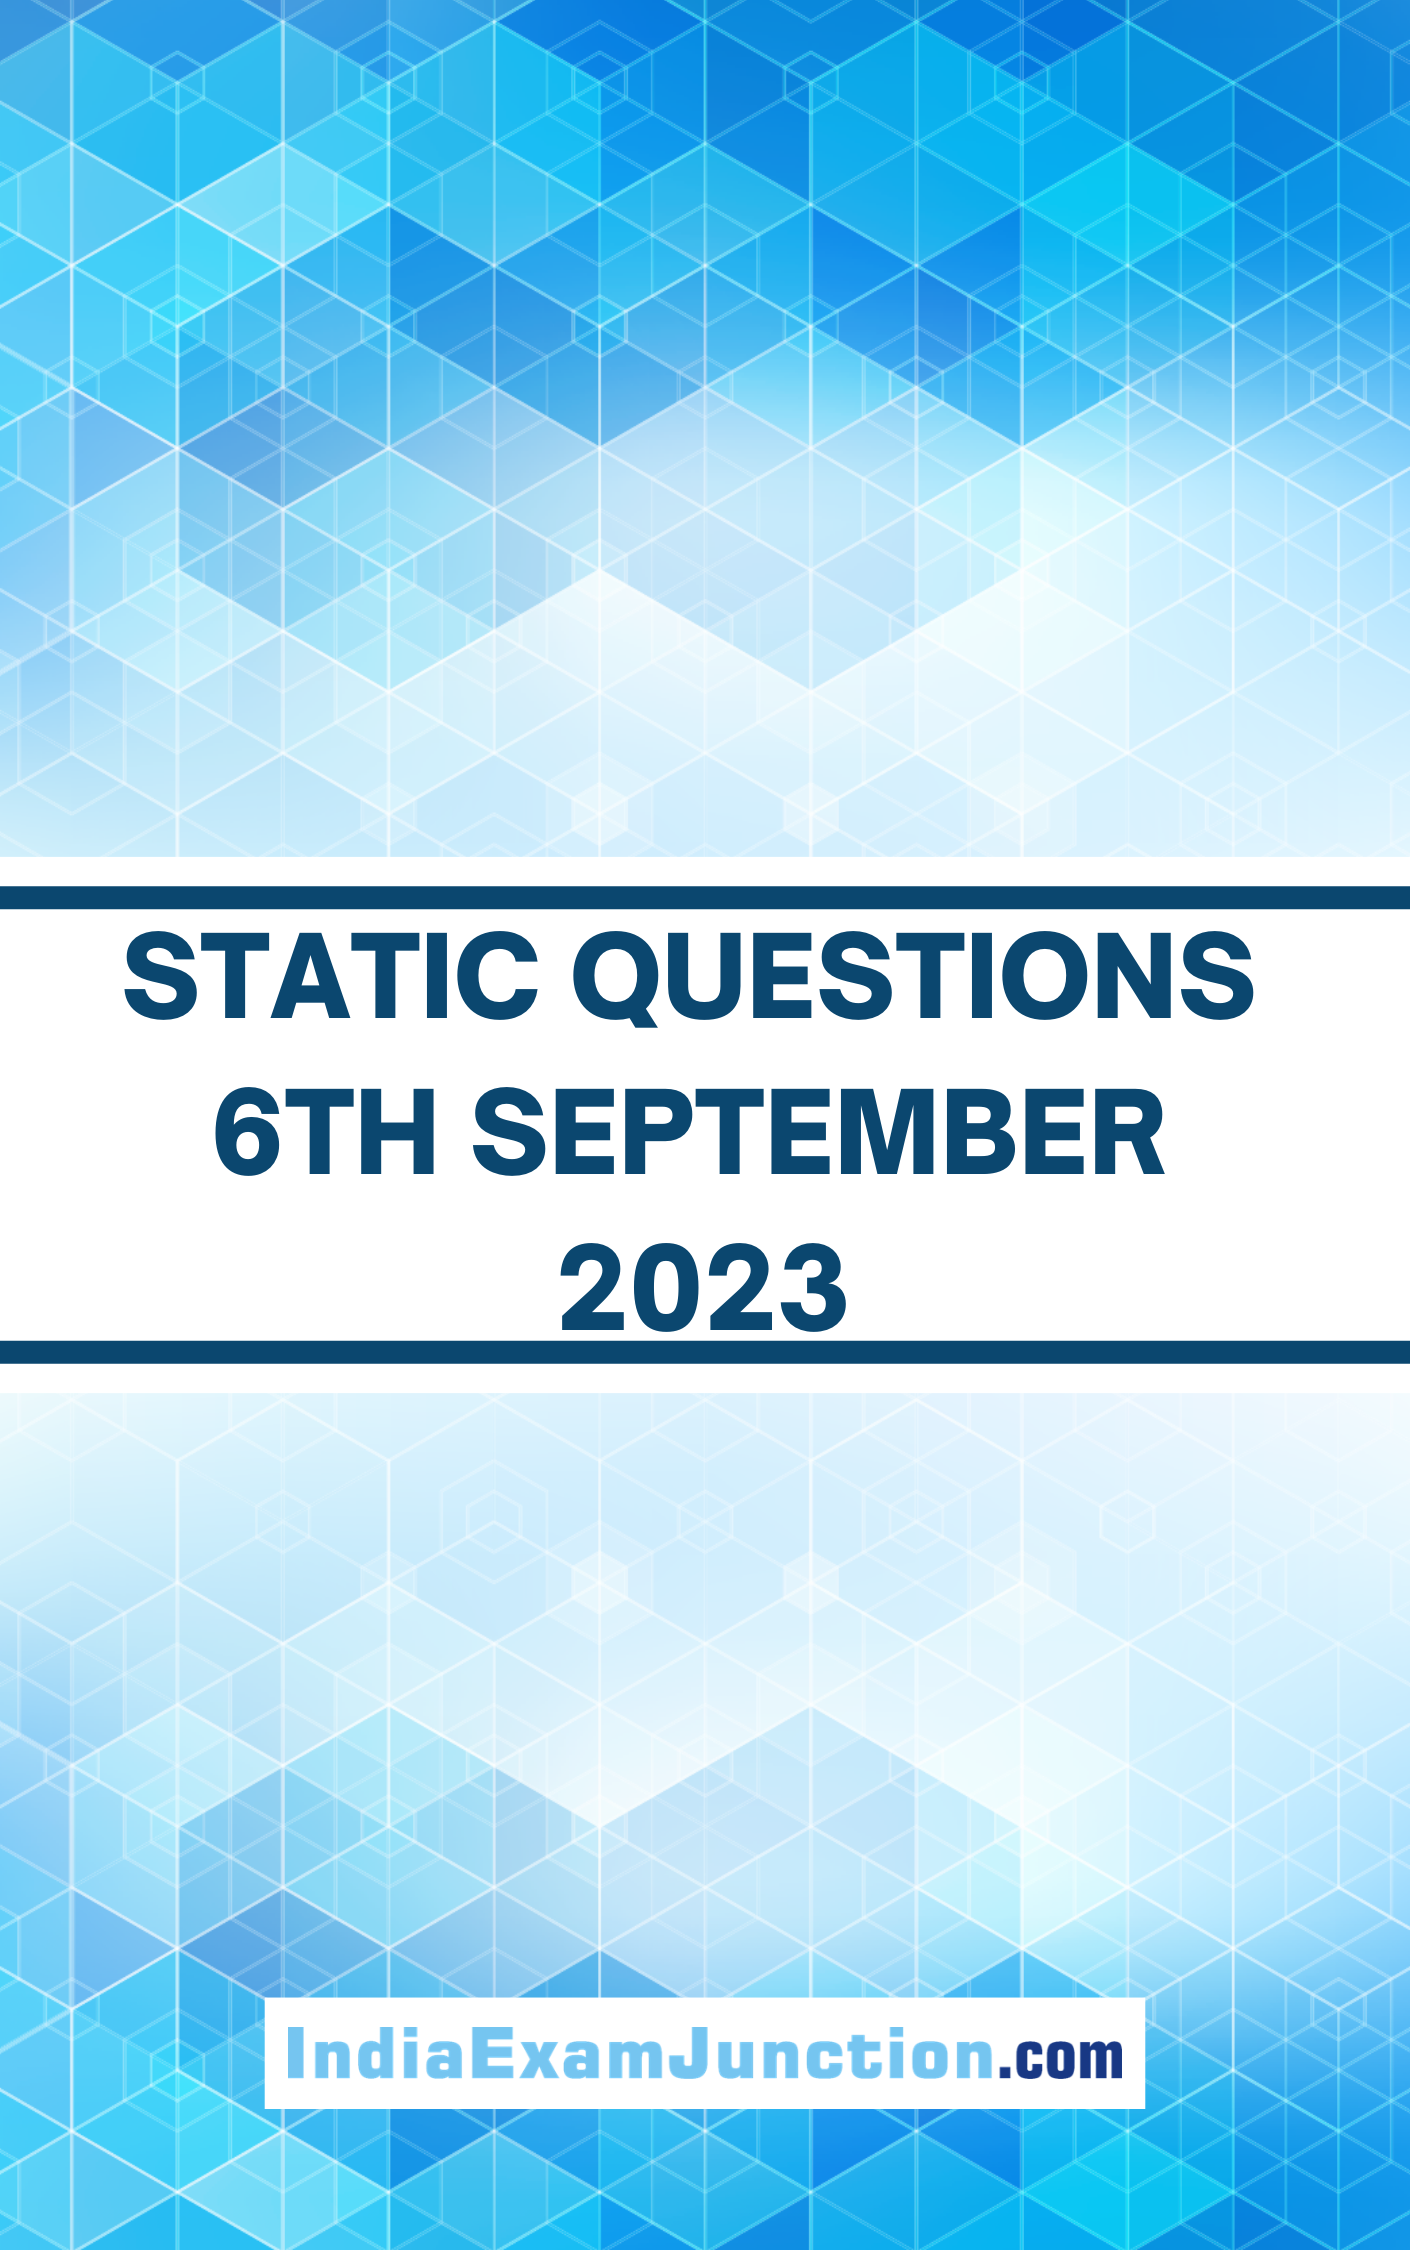 STATIC QUESTIONS
6TH SEPTEMBER
2023
IndiaExamJunction.com